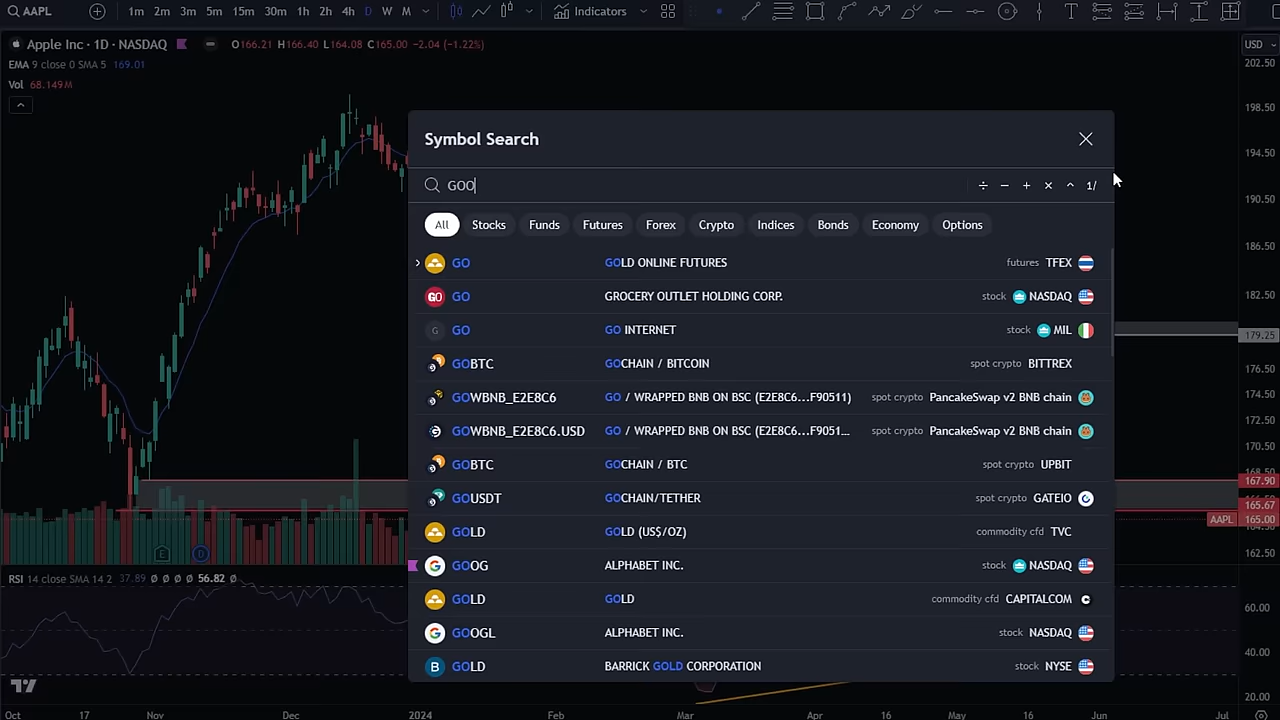 AAPL 1m 2m 3m 5m 15m 30m 1h 2h 4h D W M Indicators
Apple Inc · 1D · NASDAQ O166.21 H166.40 L164.08 C165.00 −2.04 (−1.22%)
EMA 9 close 0 SMA 5 169.01
Vol 68.149M
USD
202.50
198.50
194.50
190.50
186.50
182.50
179.25
176.50
174.50
172.50
170.50
168.50
167.90
165.67
AAPL 165.00
162.50
Symbol Search
GOO ÷ − + × ^ 1/
All Stocks Funds Futures Forex Crypto Indices Bonds Economy Options
GO GOLD ONLINE FUTURES futures TFEX
GO GO GROCERY OUTLET HOLDING CORP. stock NASDAQ
G GO GO INTERNET stock MIL
GOBTC GOCHAIN / BITCOIN spot crypto BITTREX
GOWBNB_E2E8C6 GO / WRAPPED BNB ON BSC (E2E8C6...F90511) spot crypto PancakeSwap v2 BNB chain
GOWBNB_E2E8C6.USD GO / WRAPPED BNB ON BSC (E2E8C6...F9051... spot crypto PancakeSwap v2 BNB chain
GOBTC GOCHAIN / BTC spot crypto UPBIT
GOUSDT GOCHAIN/TETHER spot crypto GATEIO
GOLD GOLD (US$/OZ) commodity cfd TVC
G GOOG ALPHABET INC. stock NASDAQ
GOLD GOLD commodity cfd CAPITALCOM
G GOOGL ALPHABET INC. stock NASDAQ
B GOLD BARRICK GOLD CORPORATION stock NYSE
E D
RSI 14 close SMA 14 2 37.89 Ø Ø Ø Ø 56.82 Ø
60.00
40.00
20.00
Oct 17 Nov 15 Dec 2024 Feb Mar Apr 16 May 16 Jun Jul